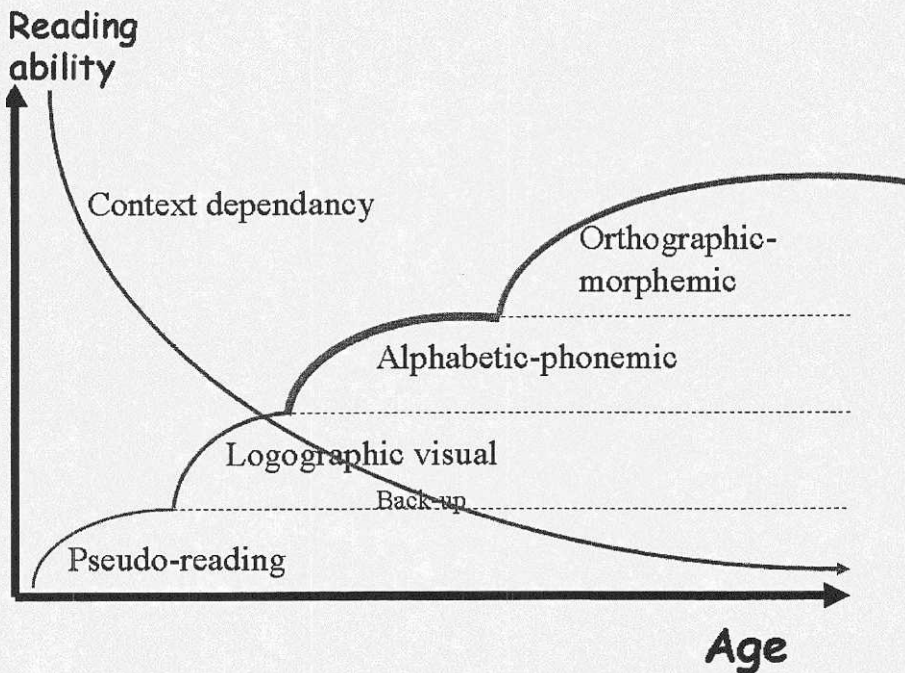 Reading
ability
Context dependancy
Orthographic-
morphemic
Alphabetic-phonemic
Logographic visual
Back-up
Pseudo-reading
Age